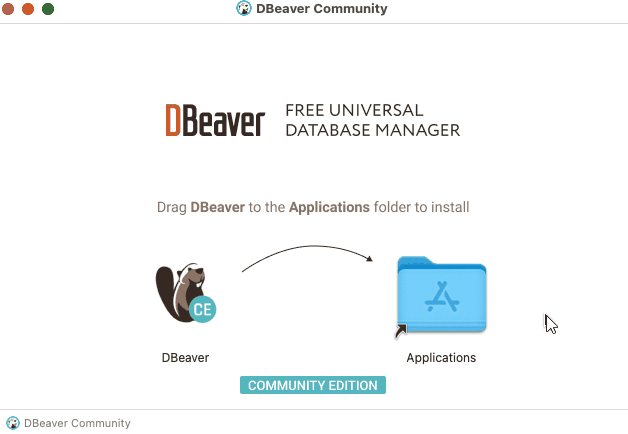 DBeaver Community
DBeaver
FREE UNIVERSAL
DATABASE MANAGER
Drag DBeaver to the Applications folder to install
CE
DBeaver
Applications
COMMUNITY EDITION
DBeaver Community